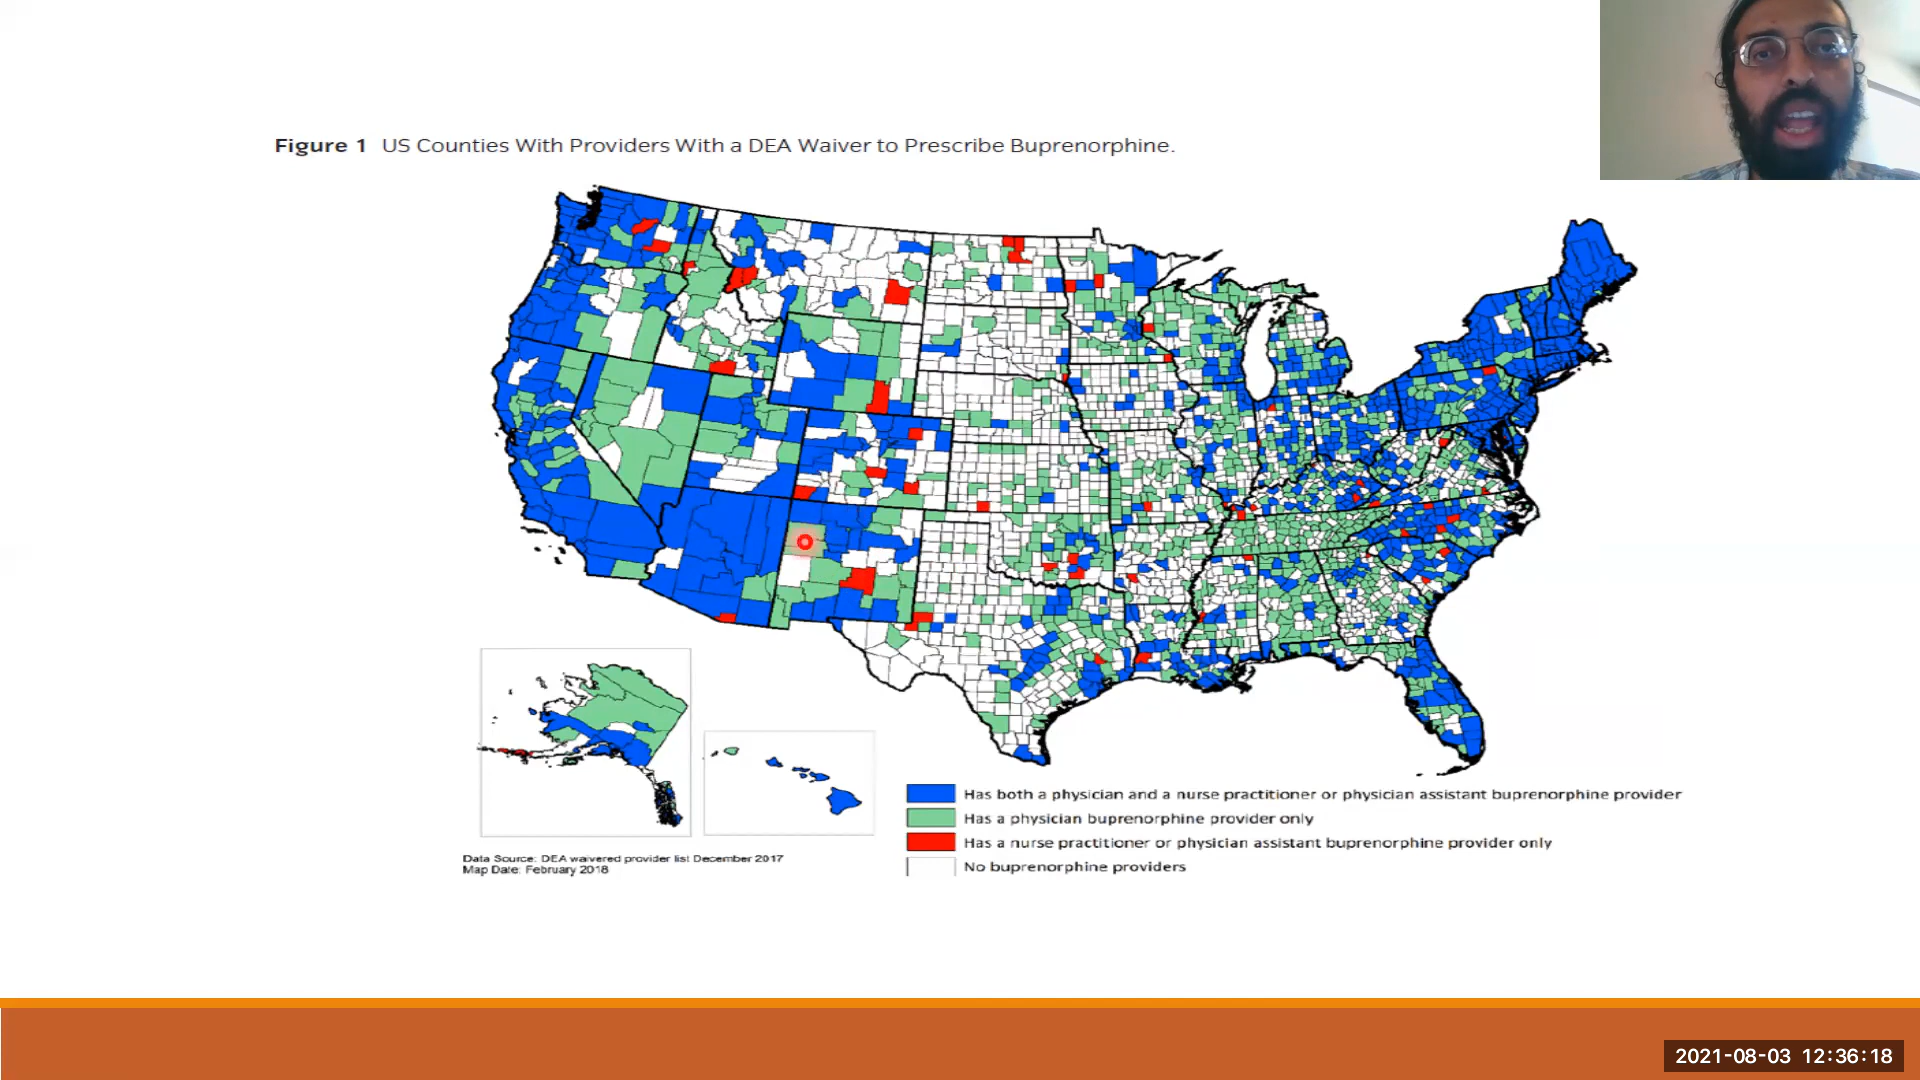 Figure 1 US Counties With Providers With a DEA Waiver to Prescribe Buprenorphine.
Has both a physician and a nurse practitioner or physician assistant buprenorphine provider
Has a physician buprenorphine provider only
Has a nurse practitioner or physician assistant buprenorphine provider only
No buprenorphine providers
Data Source: DEA waivered provider list December 2017
Map Date: February 2018
2021-08-03 12:36:18